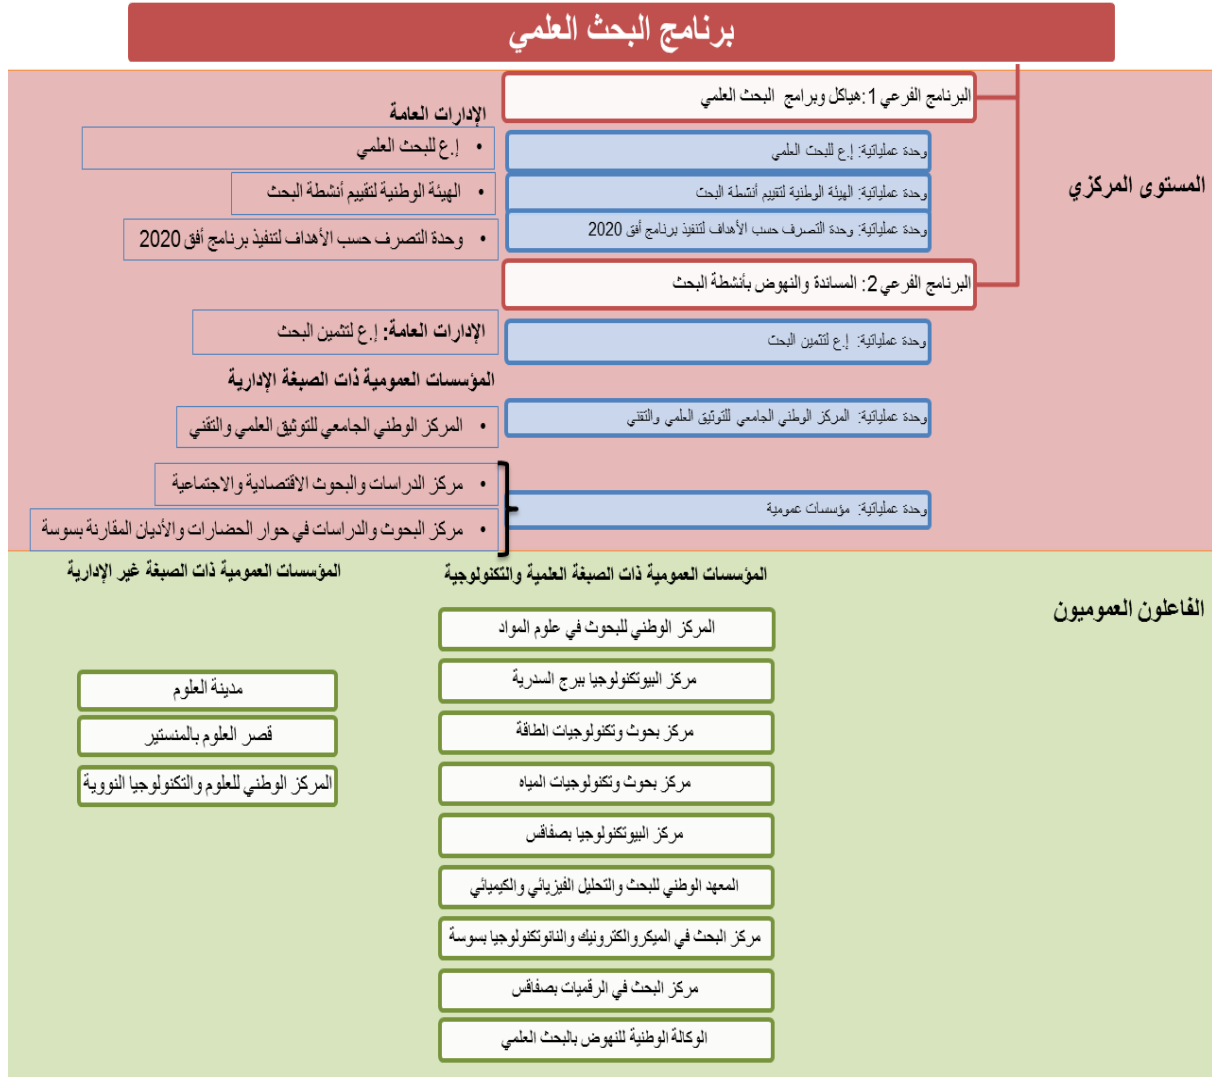 برنامج البحث العلمي
المستوى المركزي
البرنامج الفرعي 1:هياكل وبرامج البحث العلمي
الإدارات العامة
وحدة عملياتية: إ.ع للبحث العلمي
• إ.ع للبحث العلمي
وحدة عملياتية: الهيئة الوطنية لتقييم أنشطة البحث
• الهيئة الوطنية لتقييم أنشطة البحث
وحدة عملياتية: وحدة التصرف حسب الأهداف لتنفيذ برنامج أفق 2020
• وحدة التصرف حسب الأهداف لتنفيذ برنامج أفق 2020
البرنامج الفرعي 2: المساندة والنهوض بأنشطة البحث
وحدة عملياتية: إ.ع لتثمين البحث
الإدارات العامة: إ.ع لتثمين البحث
المؤسسات العمومية ذات الصبغة الإدارية
وحدة عملياتية: المركز الوطني الجامعي للتوثيق العلمي والتقني
• المركز الوطني الجامعي للتوثيق العلمي والتقني
وحدة عملياتية: مؤسسات عمومية
• مركز الدراسات والبحوث الاقتصادية والاجتماعية
• مركز البحوث والدراسات في حوار الحضارات والأديان المقارنة بسوسة
الفاعلون العموميون
المؤسسات العمومية ذات الصبغة العلمية والتكنولوجية
المركز الوطني للبحوث في علوم المواد
مركز البيوتكنولوجيا ببرج السدرية
مركز بحوث وتكنولوجيات الطاقة
مركز بحوث وتكنولوجيات المياه
مركز البيوتكنولوجيا بصفاقس
المعهد الوطني للبحث والتحليل الفيزيائي والكيميائي
مركز البحث في الميكروالكترونيك والنانوتكنولوجيا بسوسة
مركز البحث في الرقميات بصفاقس
الوكالة الوطنية للنهوض بالبحث العلمي
المؤسسات العمومية ذات الصبغة غير الإدارية
مدينة العلوم
قصر العلوم بالمنستير
المركز الوطني للعلوم والتكنولوجيا النووية